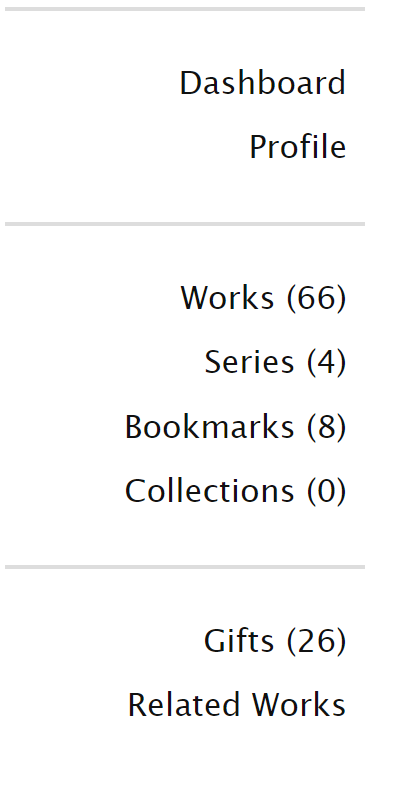 Dashboard
Profile
Works (66)
Series (4)
Bookmarks (8)
Collections (0)
Gifts (26)
Related Works